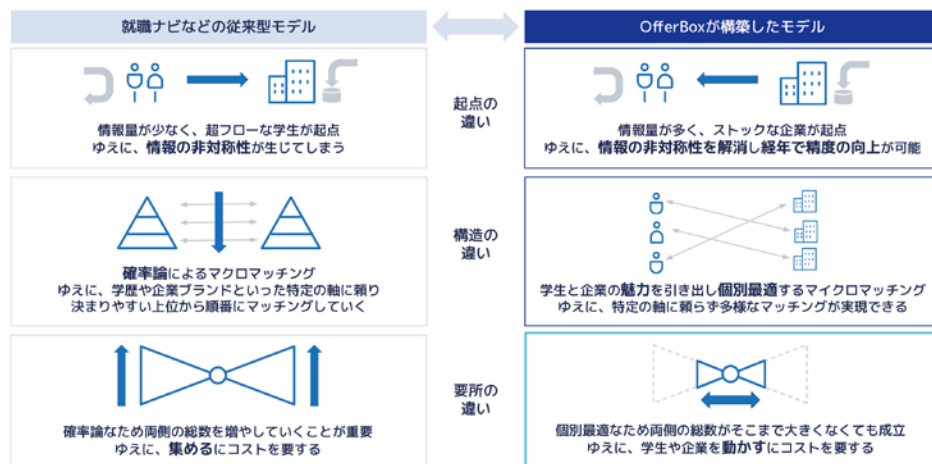 就職ナビなどの従来型モデル
OfferBoxが構築したモデル
起点の
違い
情報量が少なく、超フローな学生が起点
ゆえに、情報の非対称性が生じてしまう
情報量が多く、ストックな企業が起点
ゆえに、情報の非対称性を解消し経年で精度の向上が可能
構造の
違い
確率論によるマクロマッチング
ゆえに、学歴や企業ブランドといった特定の軸に頼り
決まりやすい上位から順番にマッチングしていく
学生と企業の魅力を引き出し個別最適するマイクロマッチング
ゆえに、特定の軸に頼らず多様なマッチングが実現できる
要所の
違い
確率論なため両側の総数を増やしていくことが重要
ゆえに、集めるにコストを要する
個別最適なため両側の総数がそこまで大きくなくても成立
ゆえに、学生や企業を動かすにコストを要する